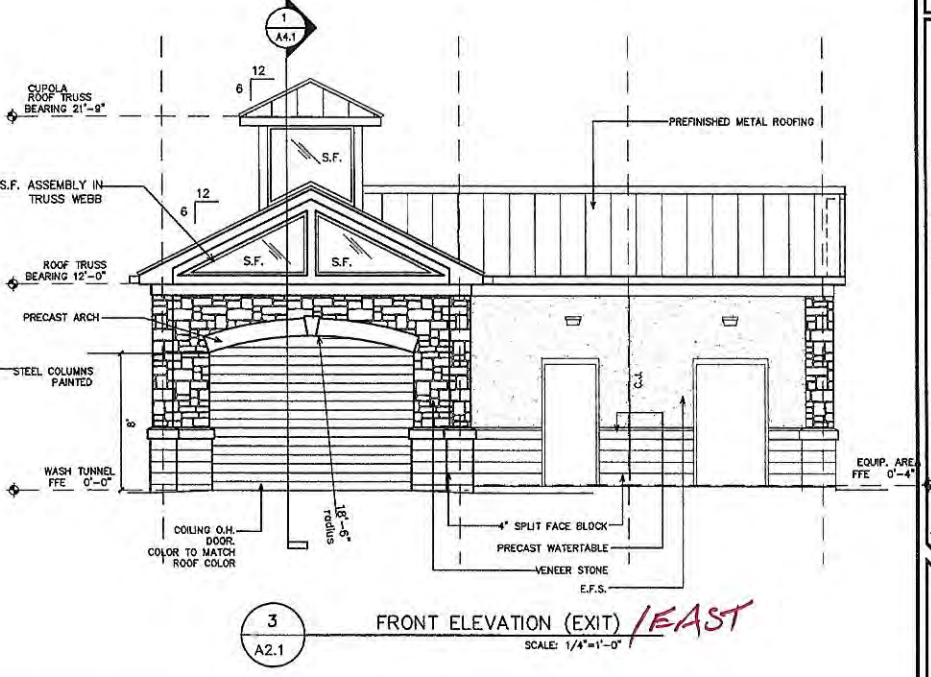 1
A4.1
12
6
CUPOLA
ROOF TRUSS
BEARING 21'-9"
PREFINISHED METAL ROOFING
S.F.
S.F. ASSEMBLY IN
TRUSS WEBB
12
6
S.F.
S.F.
ROOF TRUSS
BEARING 12'-0"
PRECAST ARCH
STEEL COLUMNS
PAINTED
C.J.
8'
WASH TUNNEL
FFE 0'-0"
EQUIP. AREA
FFE 0'-4"
18'-6"
radius
COILING O.H.
DOOR.
COLOR TO MATCH
ROOF COLOR
4" SPLIT FACE BLOCK
PRECAST WATERTABLE
VENEER STONE
E.F.S.
3
A2.1
FRONT ELEVATION (EXIT) /EAST
SCALE: 1/4"=1'-0"